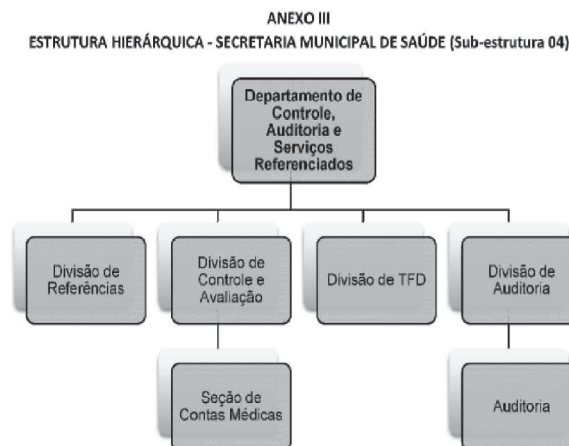 ANEXO III
ESTRUTURA HIERÁRQUICA - SECRETARIA MUNICIPAL DE SAÚDE (Sub-estrutura 04)
Departamento de
Controle,
Auditoria e
Serviços
Referenciados
Divisão de
Referências
Divisão de
Controle e
Avaliação
Divisão de TFD
Divisão de
Auditoria
Seção de
Contas Médicas
Auditoria